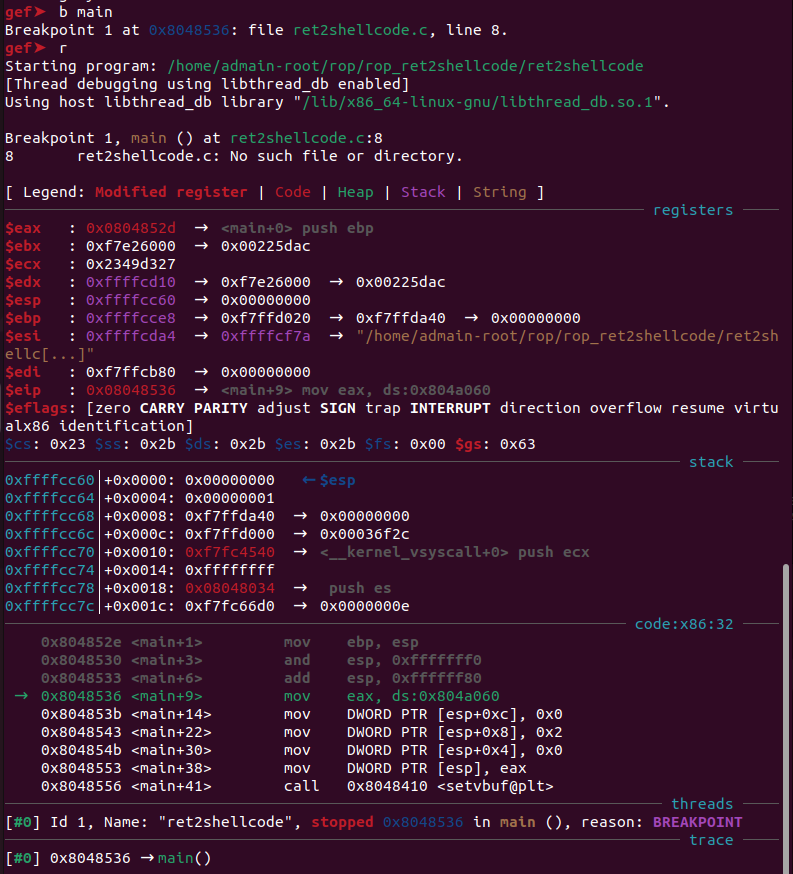 gef➤  b main
Breakpoint 1 at 0x8048536: file ret2shellcode.c, line 8.
gef➤  r
Starting program: /home/admain-root/rop/rop_ret2shellcode/ret2shellcode
[Thread debugging using libthread_db enabled]
Using host libthread_db library "/lib/x86_64-linux-gnu/libthread_db.so.1".
Breakpoint 1, main () at ret2shellcode.c:8
8       ret2shellcode.c: No such file or directory.
[ Legend: Modified register | Code | Heap | Stack | String ]
registers
$eax   : 0x0804852d  →  <main+0> push ebp
$ebx   : 0xf7e26000  →  0x00225dac
$ecx   : 0x2349d327
$edx   : 0xffffcd10  →  0xf7e26000  →  0x00225dac
$esp   : 0xffffcc60  →  0x00000000
$ebp   : 0xffffcce8  →  0xf7ffd020  →  0xf7ffda40  →  0x00000000
$esi   : 0xffffcda4  →  0xffffcf7a  →  "/home/admain-root/rop/rop_ret2shellcode/ret2sh
ellc[...]"
$edi   : 0xf7ffcb80  →  0x00000000
$eip   : 0x08048536  →  <main+9> mov eax, ds:0x804a060
$eflags: [zero CARRY PARITY adjust SIGN trap INTERRUPT direction overflow resume virtu
alx86 identification]
$cs: 0x23 $ss: 0x2b $ds: 0x2b $es: 0x2b $fs: 0x00 $gs: 0x63
stack
0xffffcc60│+0x0000: 0x00000000   ←$esp
0xffffcc64│+0x0004: 0x00000001
0xffffcc68│+0x0008: 0xf7ffda40  →  0x00000000
0xffffcc6c│+0x000c: 0xf7ffd000  →  0x00036f2c
0xffffcc70│+0x0010: 0xf7fc4540  →  <__kernel_vsyscall+0> push ecx
0xffffcc74│+0x0014: 0xffffffff
0xffffcc78│+0x0018: 0x08048034  →   push es
0xffffcc7c│+0x001c: 0xf7fc66d0  →  0x0000000e
code:x86:32
0x804852e <main+1>        mov    ebp, esp
0x8048530 <main+3>        and    esp, 0xfffffff0
0x8048533 <main+6>        add    esp, 0xffffff80
→ 0x8048536 <main+9>        mov    eax, ds:0x804a060
0x804853b <main+14>       mov    DWORD PTR [esp+0xc], 0x0
0x8048543 <main+22>       mov    DWORD PTR [esp+0x8], 0x2
0x804854b <main+30>       mov    DWORD PTR [esp+0x4], 0x0
0x8048553 <main+38>       mov    DWORD PTR [esp], eax
0x8048556 <main+41>       call   0x8048410 <setvbuf@plt>
threads
[#0] Id 1, Name: "ret2shellcode", stopped 0x8048536 in main (), reason: BREAKPOINT
trace
[#0] 0x8048536 →main()